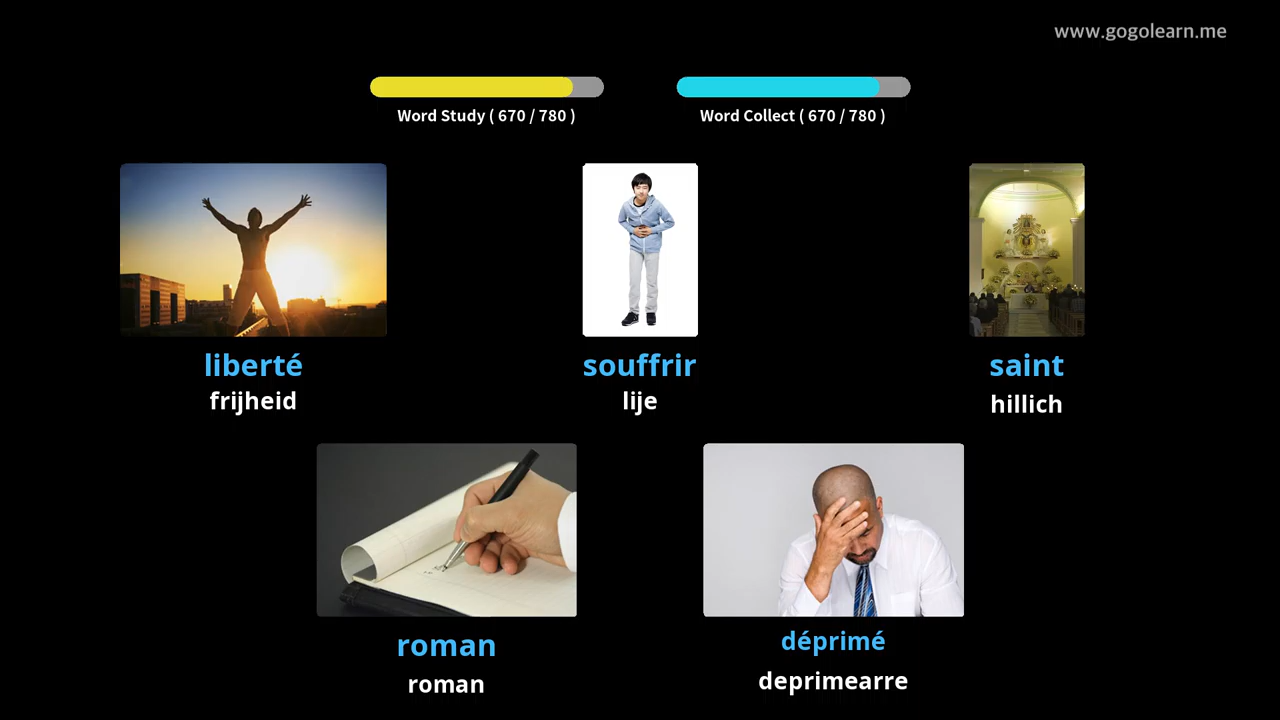 www.gogolearn.me
Word Study ( 670 / 780 )
Word Collect ( 670 / 780 )
liberté
frijheid
souffrir
lije
saint
hillich
roman
roman
déprimé
deprimearre